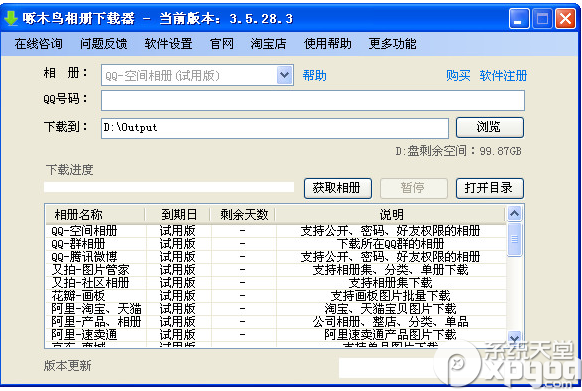 啄木鸟相册下载器 - 当前版本: 3.5.28.3
在线咨询 问题反馈 软件设置 官网 淘宝店 使用帮助 更多功能
相 册: QQ-空间相册(试用版) 帮助 购买 软件注册
QQ号码:
下载到: D:\Output 浏览
D:盘剩余空间: 99.87GB
下载进度
获取相册 暂停 打开目录
相册名称 到期日 剩余天数 说明
QQ-空间相册 试用版 - 支持公开、密码、好友权限的相册
QQ-群相册 试用版 - 下载所在QQ群的相册
QQ-腾讯微博 试用版 - 支持公开、密码、好友权限的相册
又拍-图片管家 试用版 - 支持相册集、分类、单册下载
又拍-社区相册 试用版 - 支持相册集下载
花瓣-画板 试用版 - 支持画板图片批量下载
阿里-淘宝、天猫 试用版 - 淘宝、天猫宝贝图片下载
阿里-产品、相册 试用版 - 公司相册、整店、分类、单品
阿里-速卖通 试用版 - 阿里速卖通产品图片下载
版本更新
系统天堂